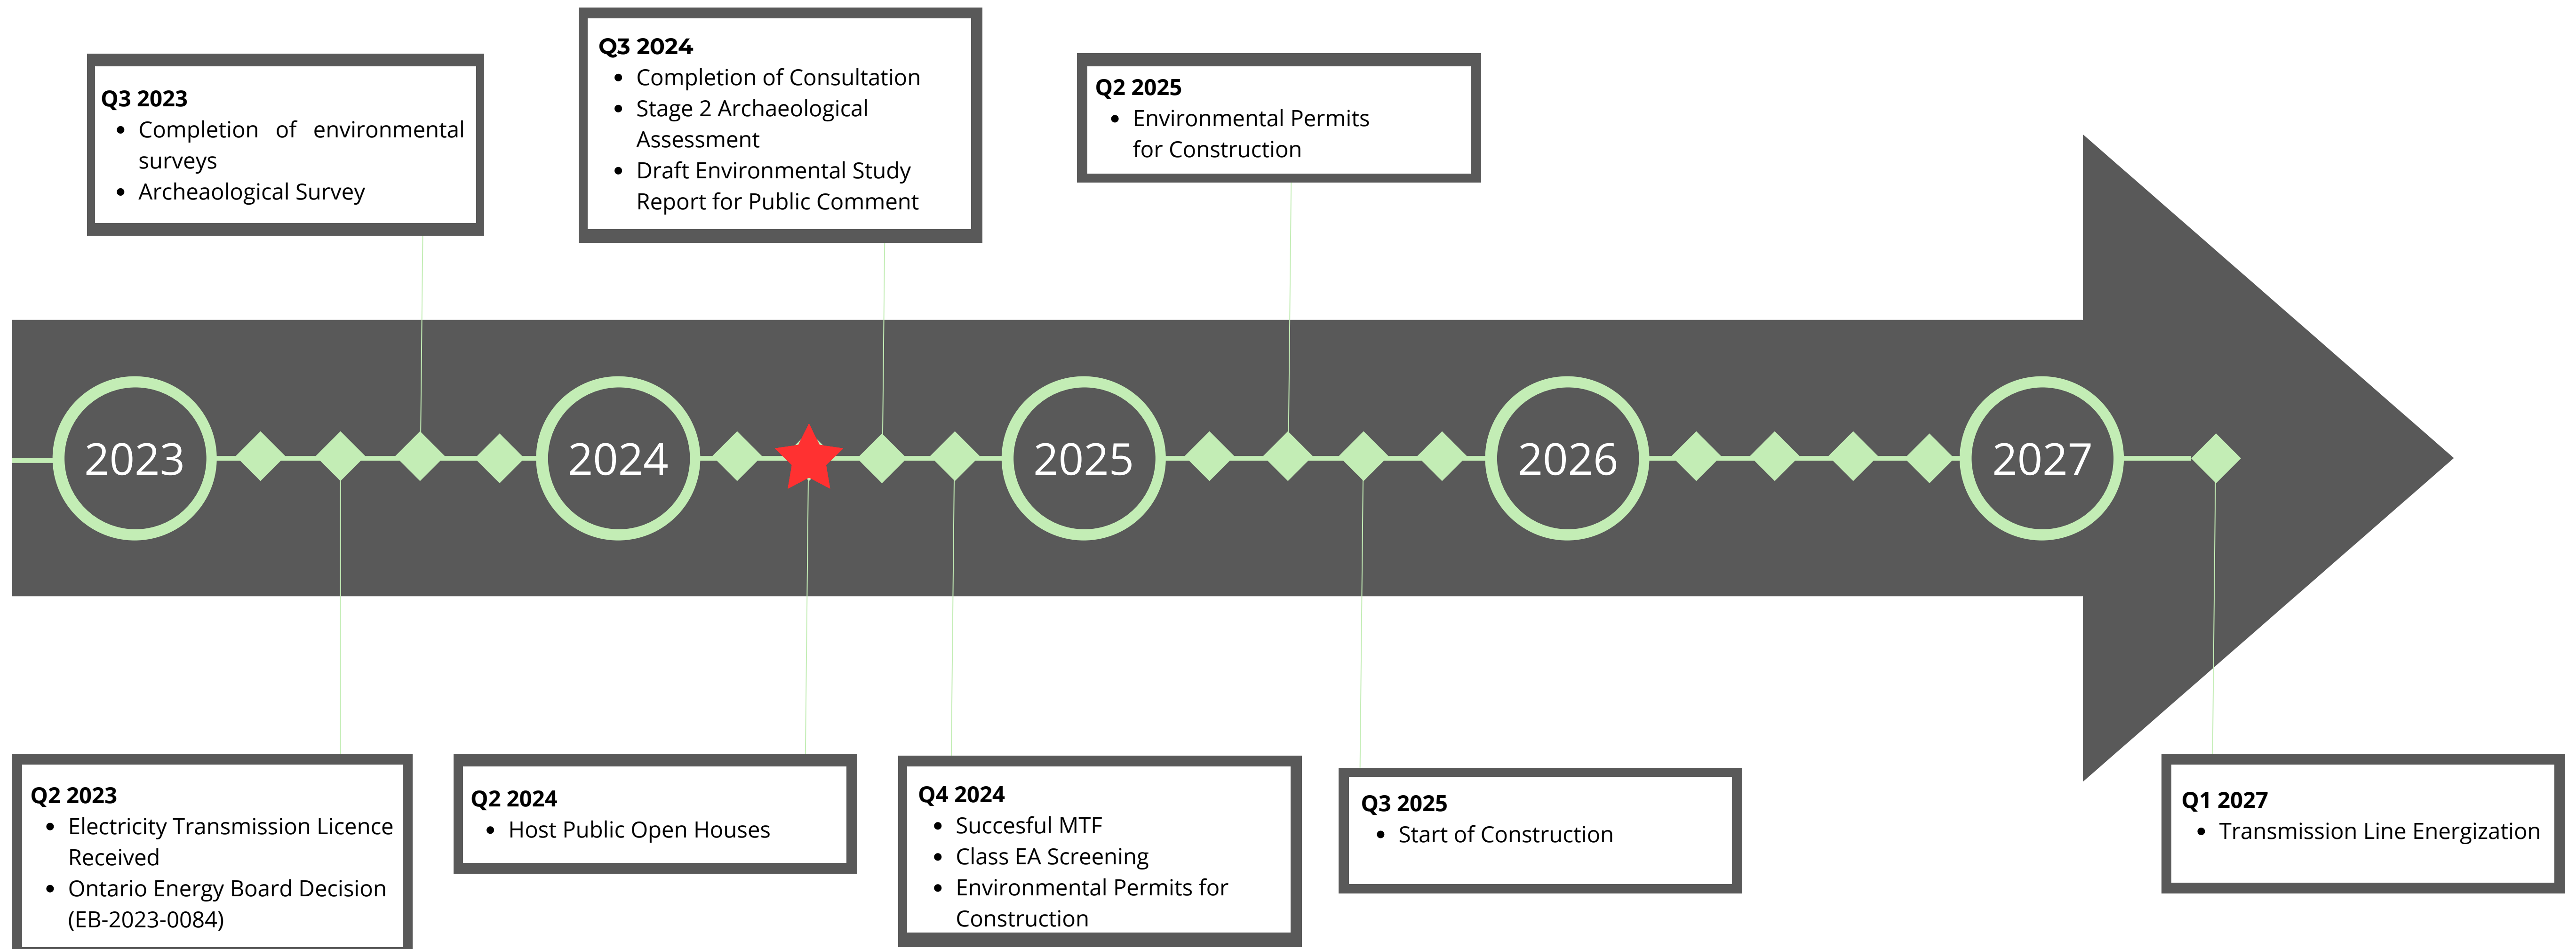 Q3 2023
• Completion of environmental
surveys
• Archeaological Survey
Q3 2024
• Completion of Consultation
• Stage 2 Archaeological
Assessment
• Draft Environmental Study
Report for Public Comment
Q2 2025
• Environmental Permits
for Construction
2023
2024
2025
2026
2027
Q2 2023
• Electricity Transmission Licence
Received
• Ontario Energy Board Decision
(EB-2023-0084)
Q2 2024
• Host Public Open Houses
Q4 2024
• Succesful MTF
• Class EA Screening
• Environmental Permits for
Construction
Q3 2025
• Start of Construction
Q1 2027
• Transmission Line Energization